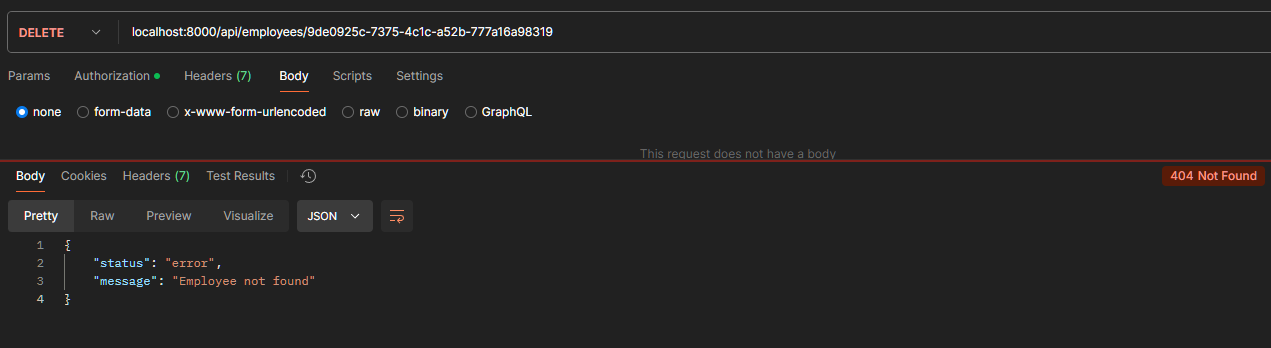 DELETE localhost:8000/api/employees/9de0925c-7375-4c1c-a52b-777a16a98319
Params Authorization Headers (7) Body Scripts Settings
none form-data x-www-form-urlencoded raw binary GraphQL
This request does not have a body
Body Cookies Headers (7) Test Results 404 Not Found
Pretty Raw Preview Visualize JSON
1 {
2 "status": "error",
3 "message": "Employee not found"
4 }